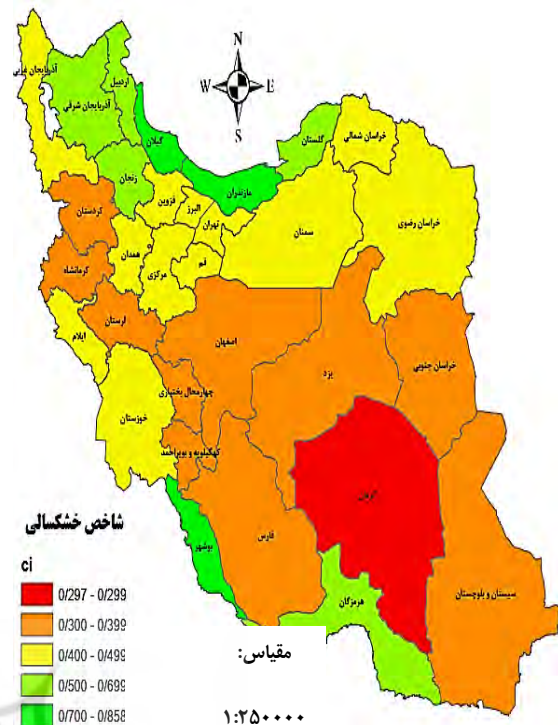 N
W E
S
آذربایجان غربی
آذربایجان شرقی
اردبیل
گیلان
مازندران
گلستان
خراسان شمالی
خراسان رضوی
زنجان
کردستان
قزوین
البرز
تهران
سمنان
همدان
مرکزی
قم
کرمانشاه
لرستان
ایلام
اصفهان
یزد
خراسان جنوبی
چهارمحال بختیاری
خوزستان
کهگیلویه و بویراحمد
کرمان
فارس
بوشهر
هرمزگان
سیستان و بلوچستان
شاخص خشکسالی
ci
0/297 - 0/299
0/300 - 0/399
0/400 - 0/499
0/500 - 0/699
0/700 - 0/858
مقیاس:
۱:۲۵۰۰۰۰